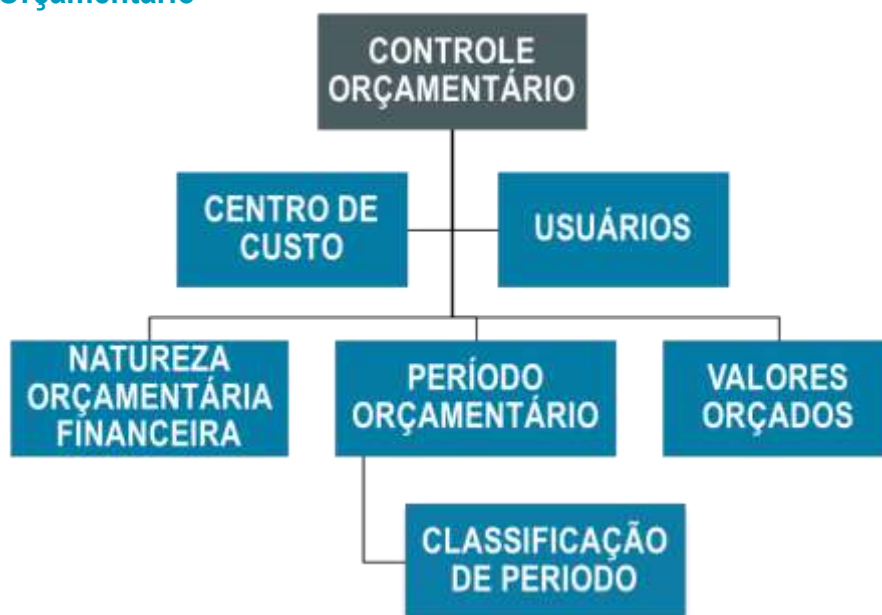 Orçamentário
CONTROLE
ORÇAMENTÁRIO
CENTRO DE
CUSTO
USUÁRIOS
NATUREZA
ORÇAMENTÁRIA
FINANCEIRA
PERÍODO
ORÇAMENTÁRIO
VALORES
ORÇADOS
CLASSIFICAÇÃO
DE PERIODO